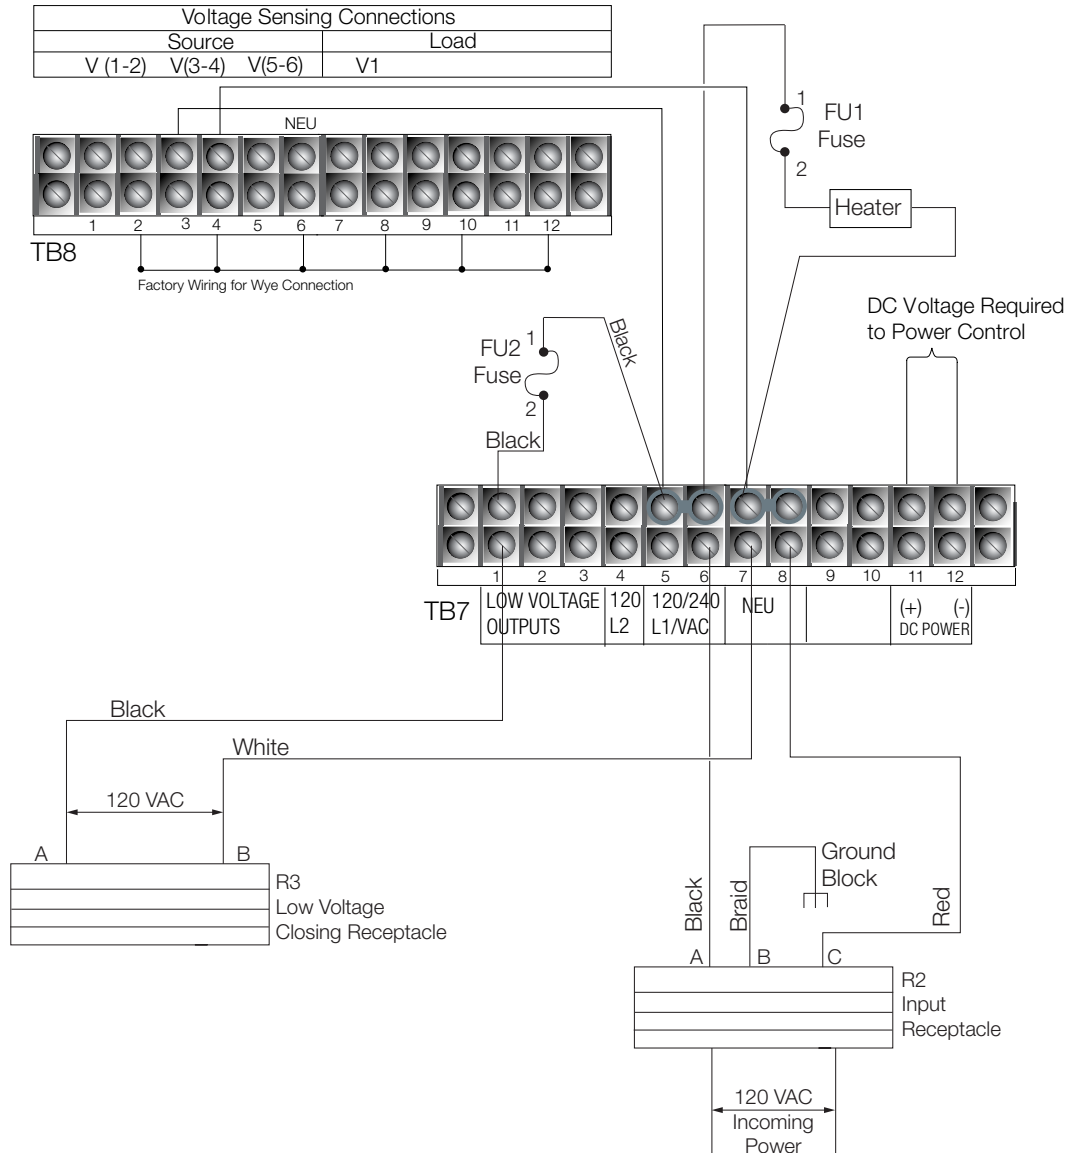 Voltage Sensing Connections
Source Load
V (1-2) V(3-4) V(5-6) V1
NEU
1 2 3 4 5 6 7 8 9 10 11 12
TB8
Factory Wiring for Wye Connection
1
FU1
Fuse
2
Heater
DC Voltage Required
to Power Control
1
FU2
Fuse
2
Black
Black
1 2 3 4 5 6 7 8 9 10 11 12
TB7
LOW VOLTAGE
OUTPUTS
120
L2
120/240
L1/VAC
NEU
(+) (-)
DC POWER
Black
White
120 VAC
A B
R3
Low Voltage
Closing Receptacle
Ground
Block
Black
Braid
Red
A B C
R2
Input
Receptacle
120 VAC
Incoming
Power